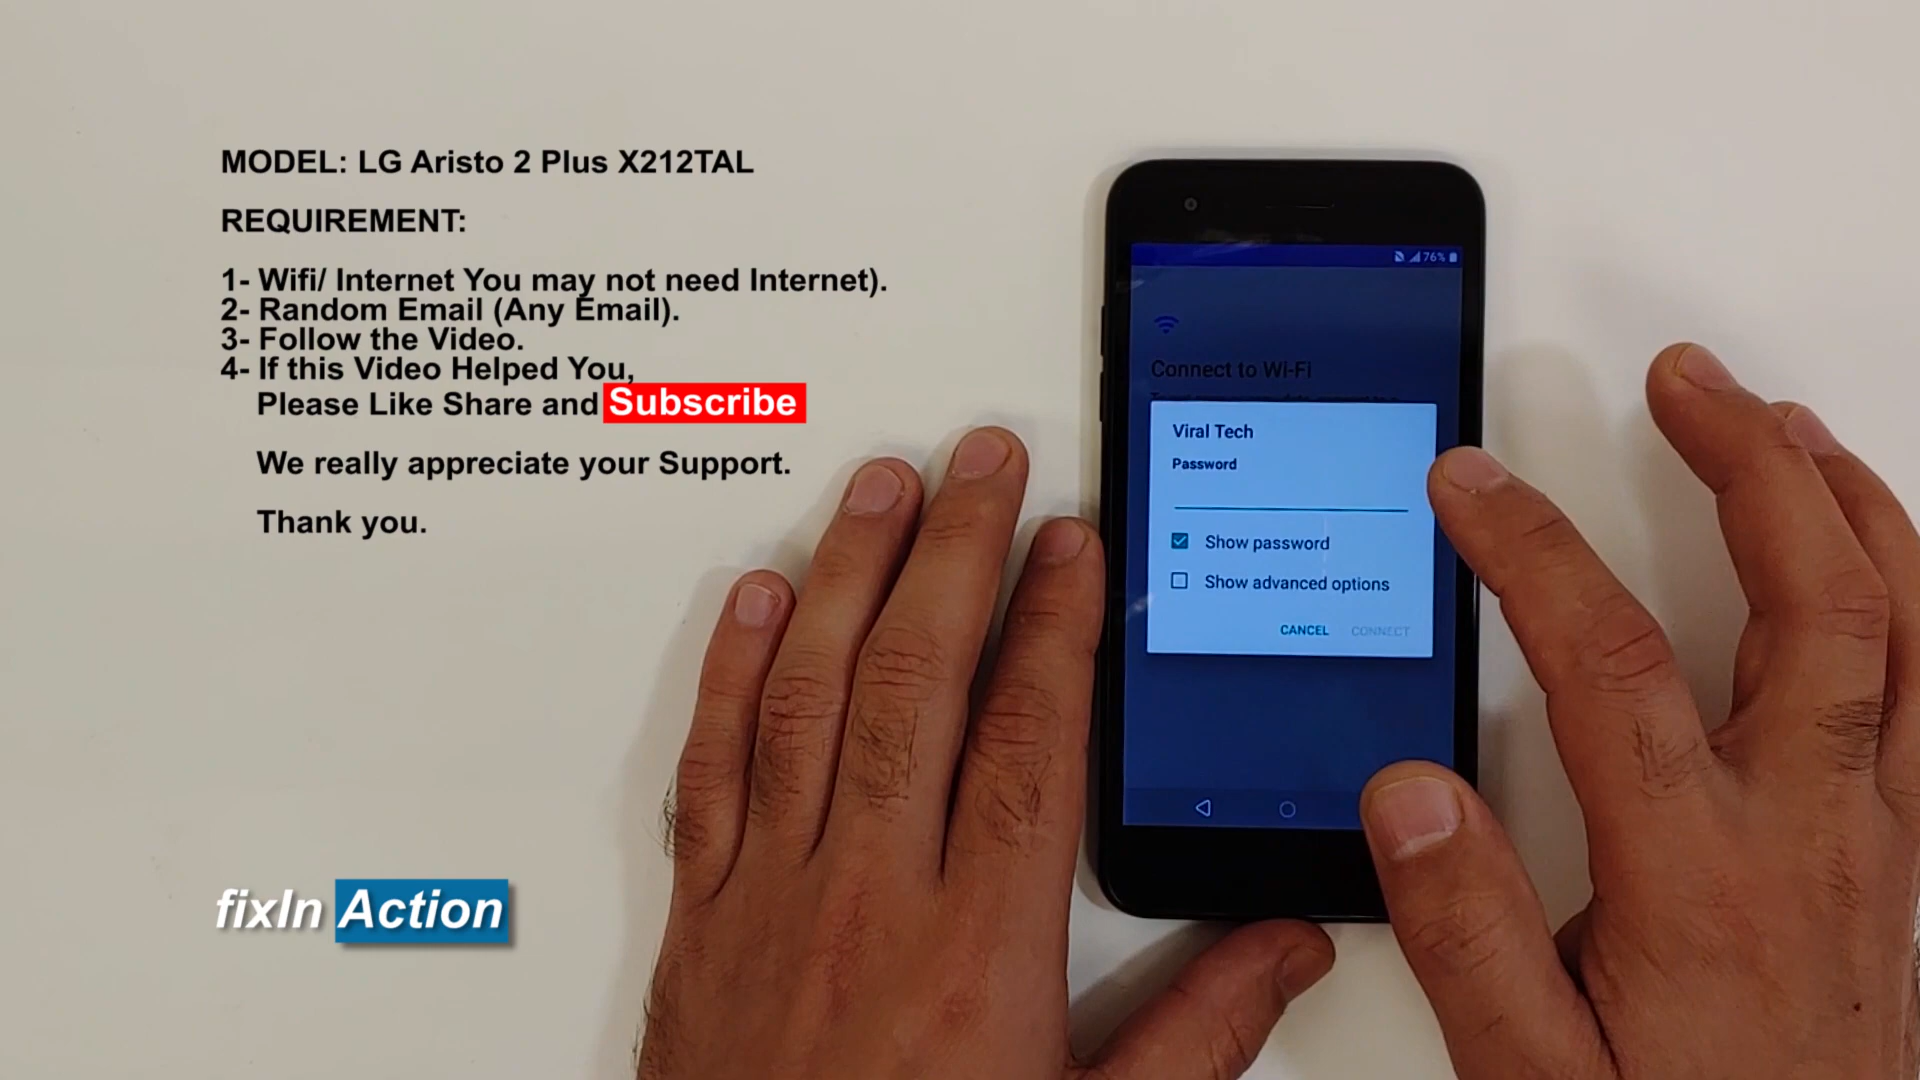 MODEL: LG Aristo 2 Plus X212TAL
REQUIREMENT:
1- Wifi/ Internet You may not need Internet).
2- Random Email (Any Email).
3- Follow the Video.
4- If this Video Helped You,
Please Like Share and Subscribe
We really appreciate your Support.
Thank you.
fixIn Action
76%
Connect to Wi-Fi
Viral Tech
Password
Show password
Show advanced options
CANCEL CONNECT